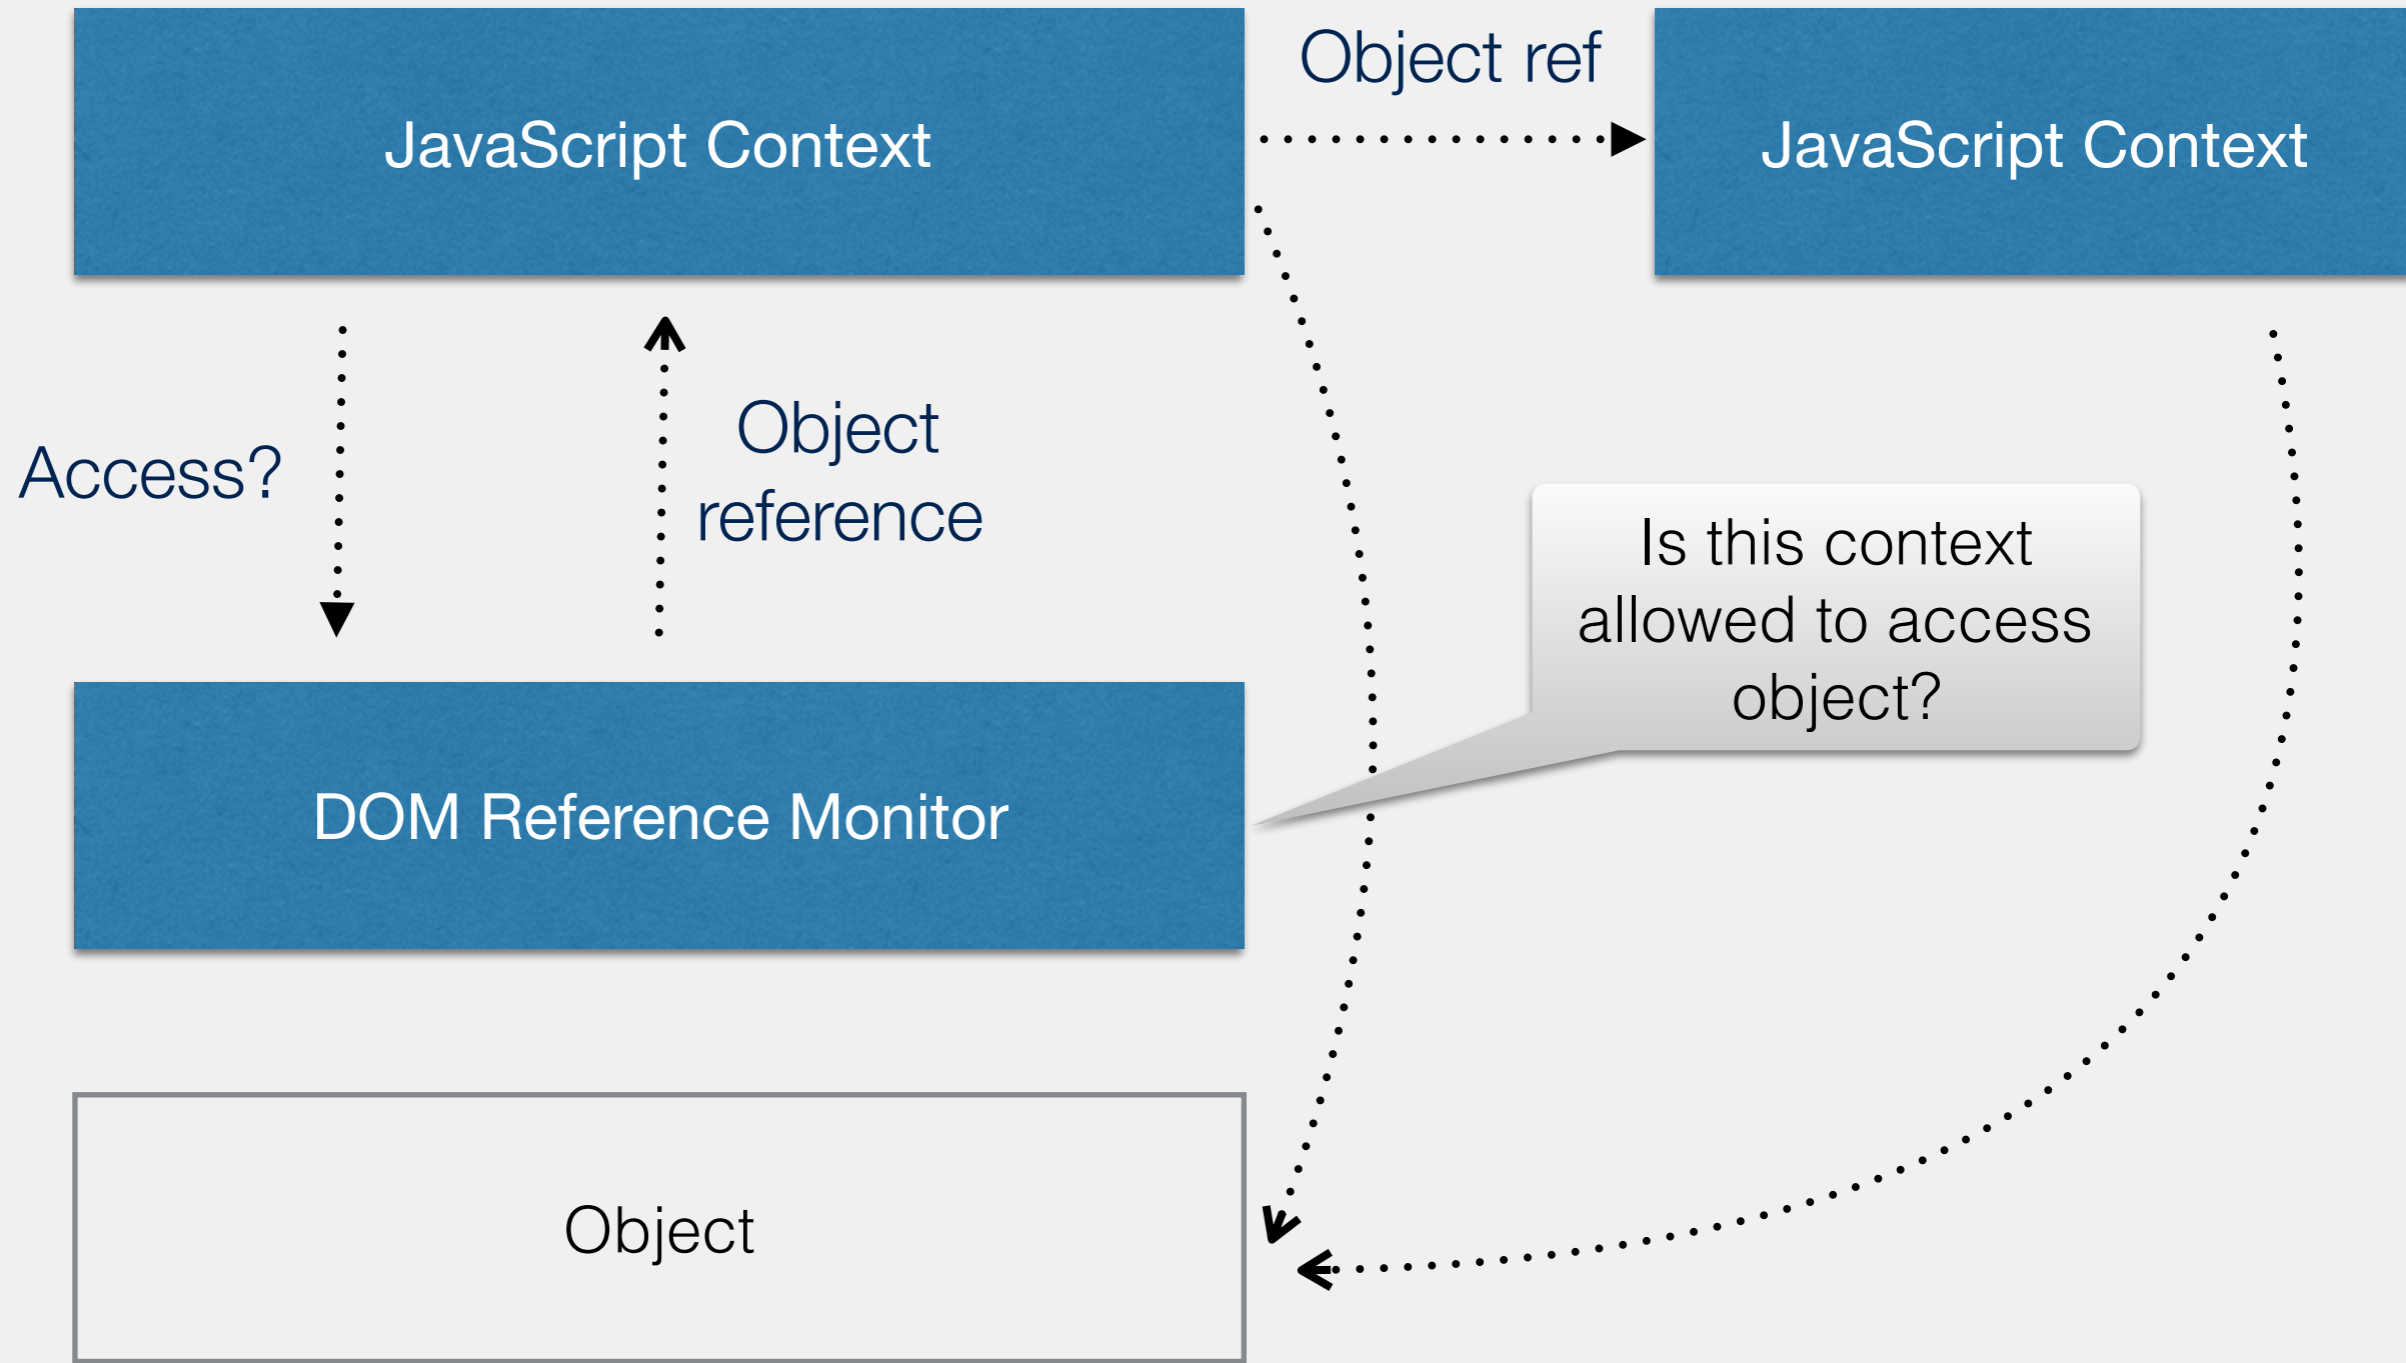 Object ref
JavaScript Context
JavaScript Context
Access?
Object
reference
Is this context
allowed to access
object?
DOM Reference Monitor
Object